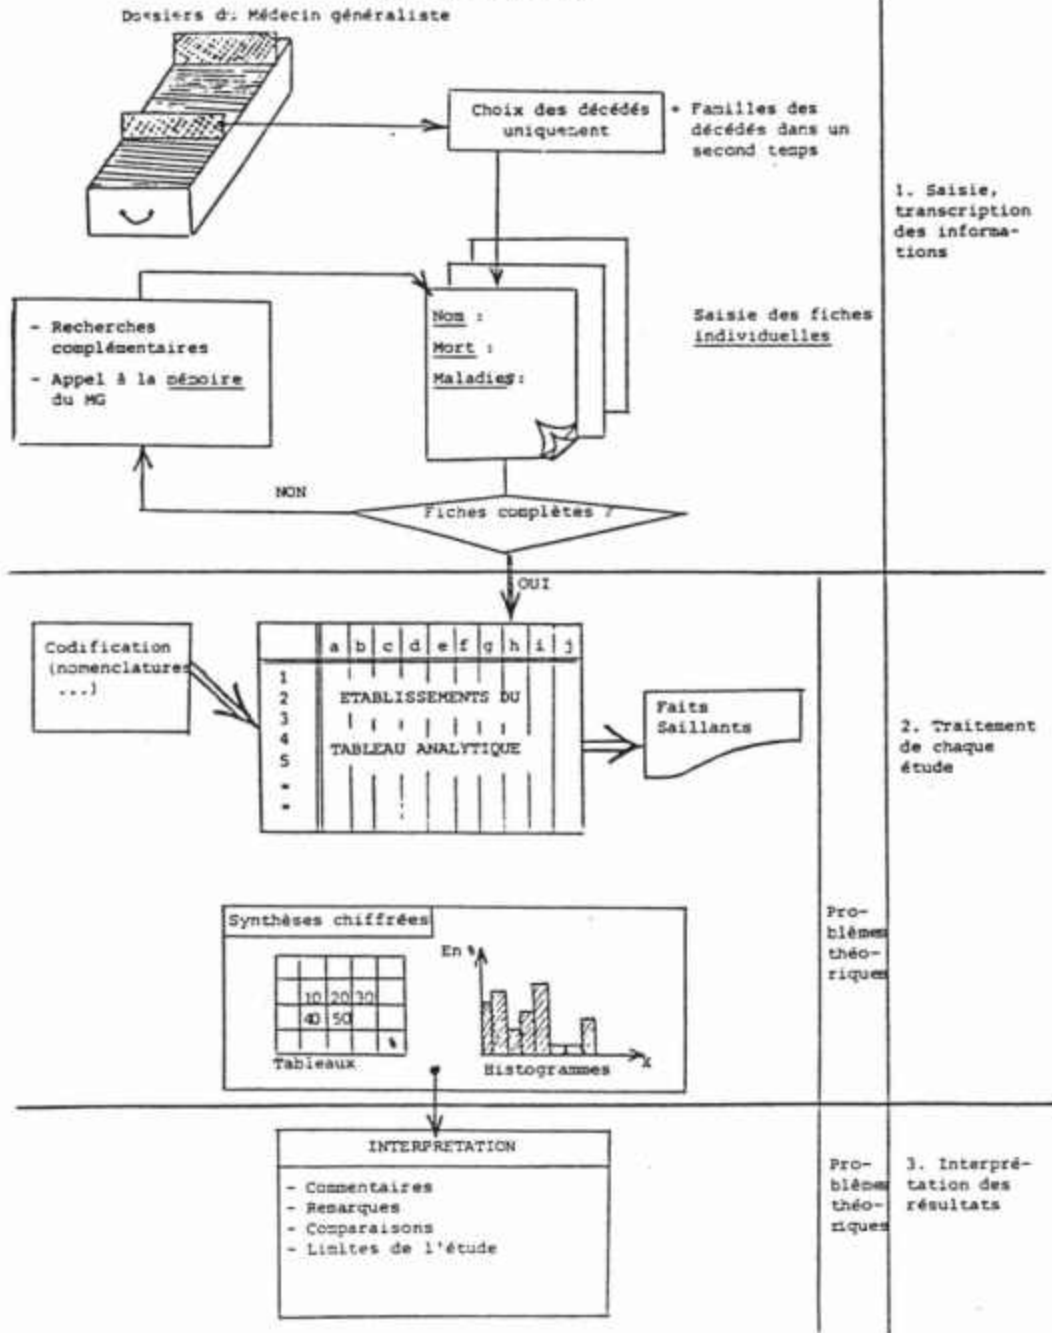 Dossiers du Médecin généraliste
Choix des décédés
uniquement
+ Familles des
décédés dans un
second temps
1. Saisie,
transcription
des informa-
tions
- Recherches
complémentaires
- Appel à la mémoire
du MG
Nom :
Mort :
Maladies :
Saisie des fiches
individuelles
NON
Fiches complètes ?
OUI
Codification
(nomenclatures
...)
a b c d e f g h i j
1
2
3
4
5
ETABLISSEMENTS DU
TABLEAU ANALYTIQUE
Faits
Saillants
2. Traitement
de chaque
étude
Synthèses chiffrées
10 20 30
40 50
%
Tableaux
En %
X
Histogrammes
Pro-
blèmes
théo-
riques
INTERPRETATION
- Commentaires
- Remarques
- Comparaisons
- Limites de l'étude
Pro-
blèmes
théo-
riques
3. Interpré-
tation des
résultats